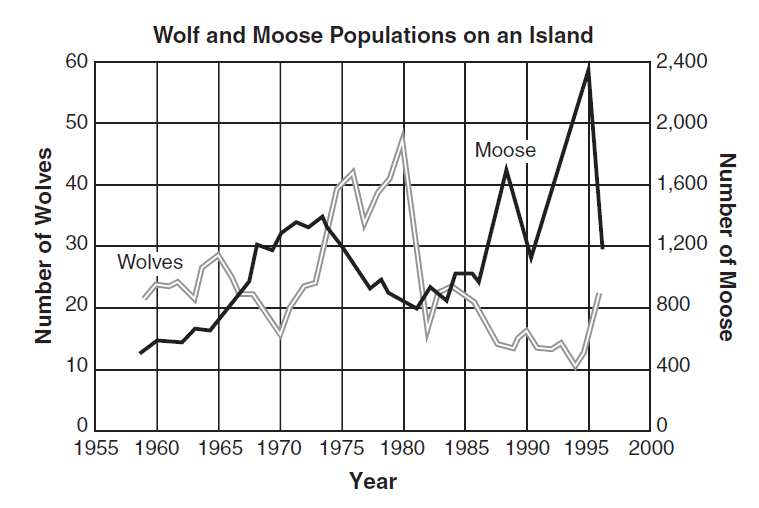 Wolf and Moose Populations on an Island
Number of Wolves
60
50
40
30
20
10
0
Wolves
Moose
2,400
2,000
1,600
1,200
800
400
0
Number of Moose
1955 1960 1965 1970 1975 1980 1985 1990 1995 2000
Year